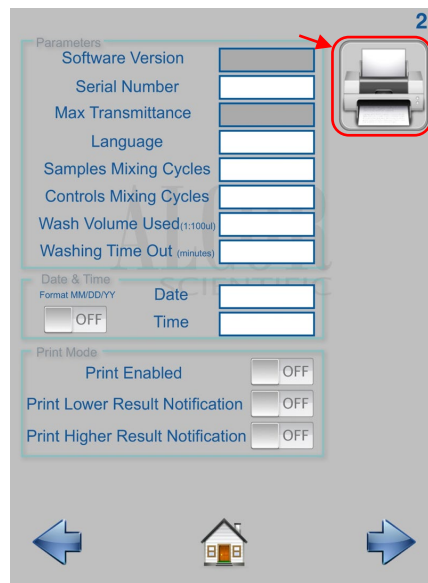 2
Parameters
Software Version
Serial Number
Max Transmittance
Language
Samples Mixing Cycles
Controls Mixing Cycles
Wash Volume Used(1:100ul)
Washing Time Out (minutes)
Date & Time
Format MM/DD/YY
Date
OFF
Time
SCIENTIFIC
Print Mode
Print Enabled
OFF
Print Lower Result Notification
OFF
Print Higher Result Notification
OFF